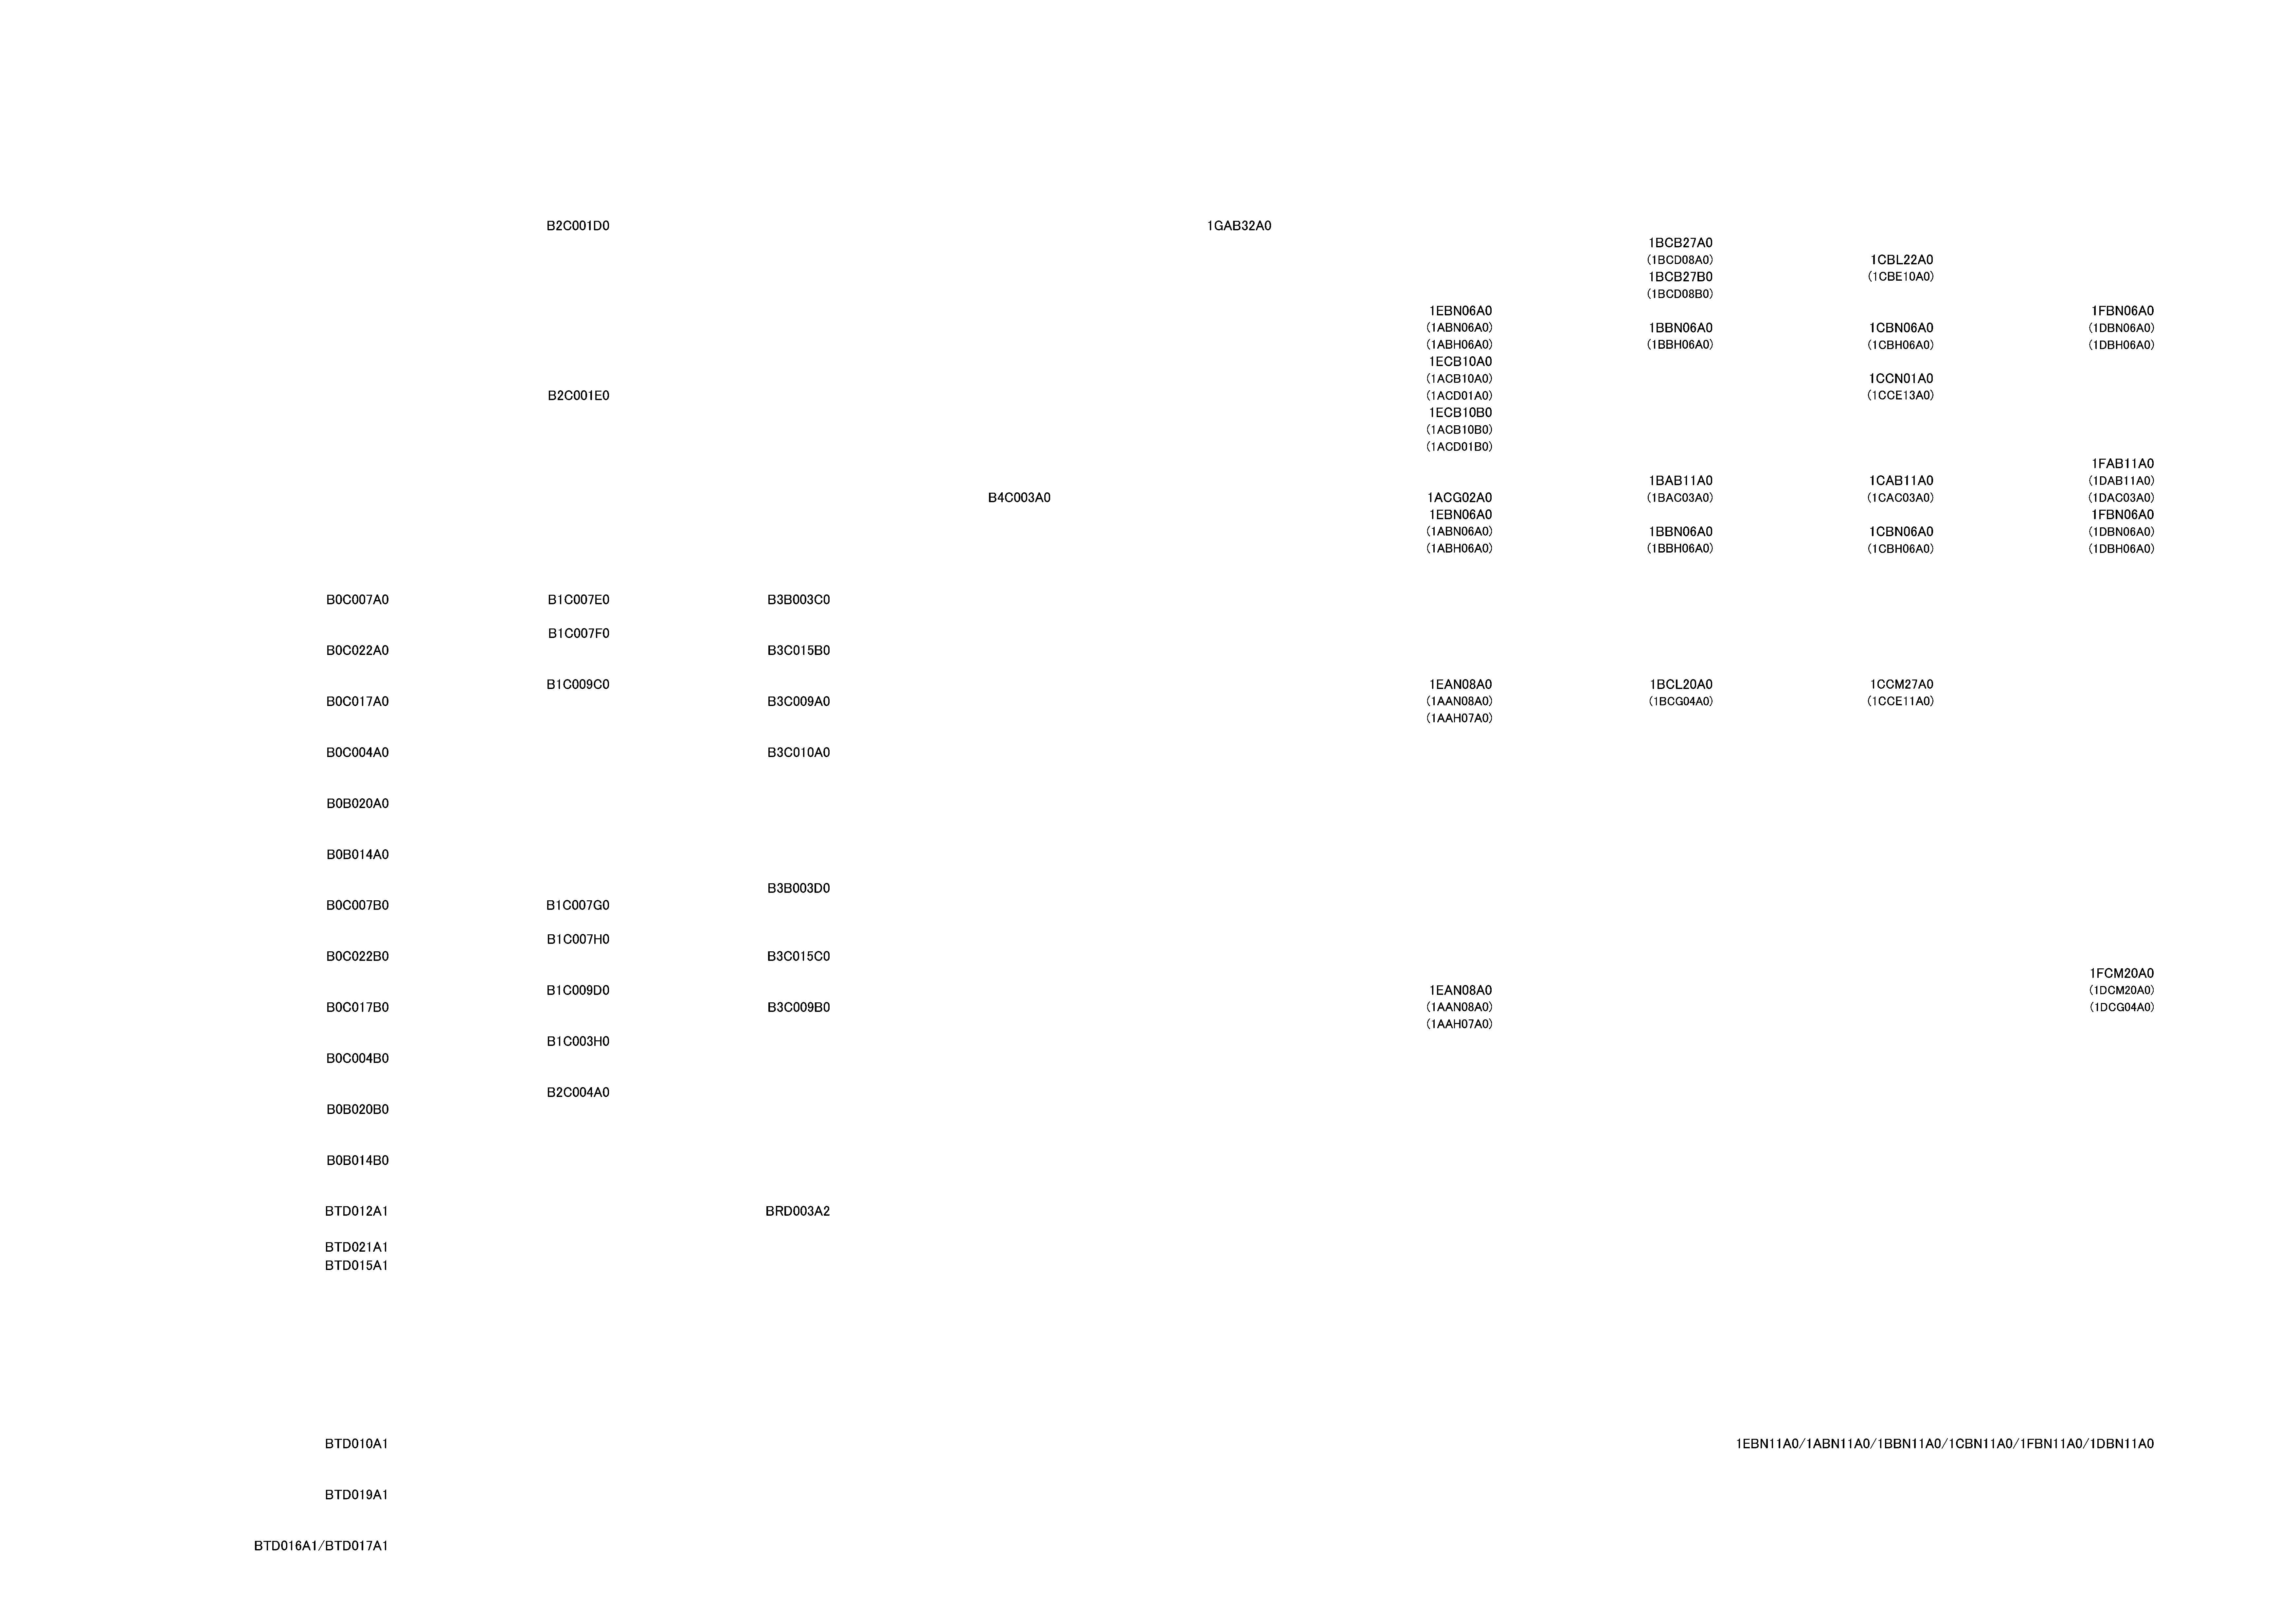 B2C001D0 1GAB32A0
1BCB27A0
(1BCD08A0) 1CBL22A0
1BCB27B0 (1CBE10A0)
(1BCD08B0)
1EBN06A0 1FBN06A0
(1ABN06A0) 1BBN06A0 1CBN06A0 (1DBN06A0)
(1ABH06A0) (1BBH06A0) (1CBH06A0) (1DBH06A0)
1ECB10A0
(1ACB10A0) 1CCN01A0
B2C001E0 (1ACD01A0) (1CCE13A0)
1ECB10B0
(1ACB10B0)
(1ACD01B0)
1FAB11A0
1BAB11A0 1CAB11A0 (1DAB11A0)
B4C003A0 1ACG02A0 (1BAC03A0) (1CAC03A0) (1DAC03A0)
1EBN06A0 1FBN06A0
(1ABN06A0) 1BBN06A0 1CBN06A0 (1DBN06A0)
(1ABH06A0) (1BBH06A0) (1CBH06A0) (1DBH06A0)
B0C007A0 B1C007E0 B3B003C0
B1C007F0
B0C022A0 B3C015B0
B1C009C0 1EAN08A0 1BCL20A0 1CCM27A0
B0C017A0 B3C009A0 (1AAN08A0) (1BCG04A0) (1CCE11A0)
(1AAH07A0)
B0C004A0 B3C010A0
B0B020A0
B0B014A0
B3B003D0
B0C007B0 B1C007G0
B1C007H0
B0C022B0 B3C015C0
1FCM20A0
B1C009D0 1EAN08A0 (1DCM20A0)
B0C017B0 B3C009B0 (1AAN08A0) (1DCG04A0)
(1AAH07A0)
B1C003H0
B0C004B0
B2C004A0
B0B020B0
B0B014B0
BTD012A1 BRD003A2
BTD021A1
BTD015A1
BTD010A1 1EBN11A0/1ABN11A0/1BBN11A0/1CBN11A0/1FBN11A0/1DBN11A0
BTD019A1
BTD016A1/BTD017A1